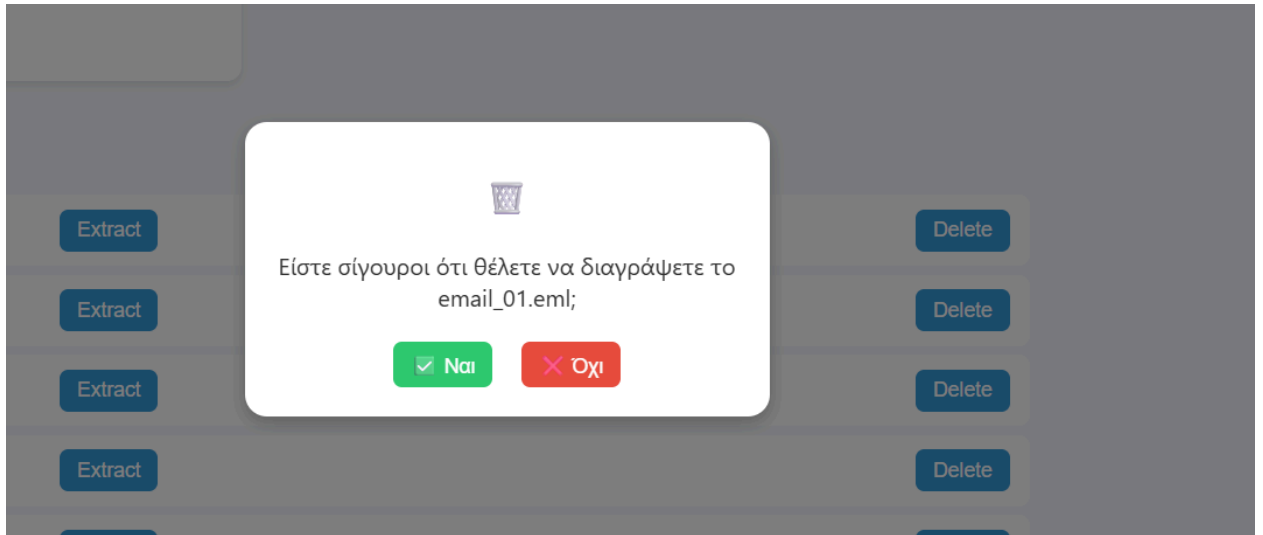 Extract
Delete
Είστε σίγουροι ότι θέλετε να διαγράψετε το
email_01.eml;
Extract
Delete
✅ Ναι
❌ Όχι
Extract
Delete
Extract
Delete